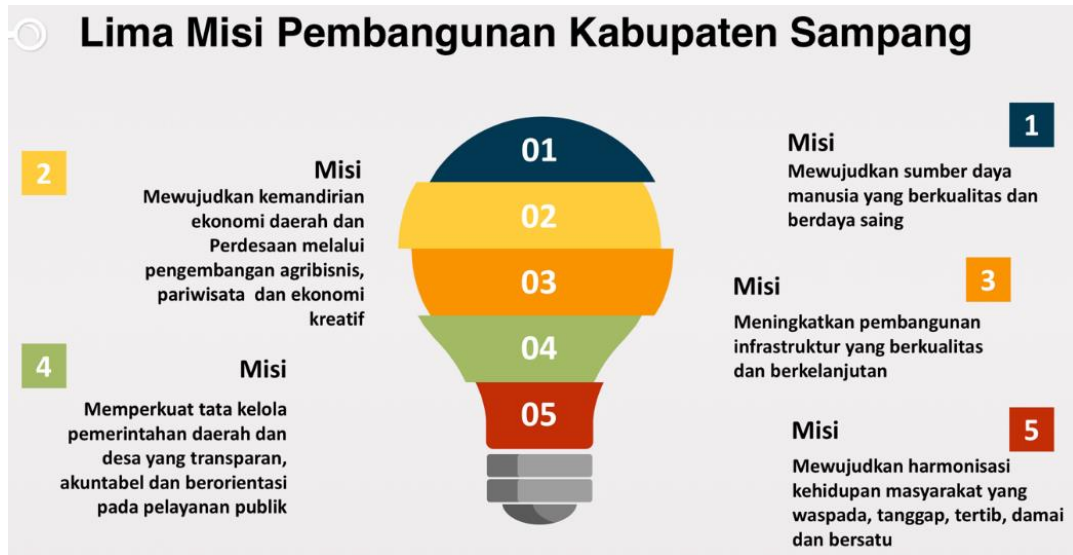 Lima Misi Pembangunan Kabupaten Sampang
01
02
03
04
05
1
Misi
Mewujudkan sumber daya
manusia yang berkualitas dan
berdaya saing
2
Misi
Mewujudkan kemandirian
ekonomi daerah dan
Perdesaan melalui
pengembangan agribisnis,
pariwisata dan ekonomi
kreatif
3
Misi
Meningkatkan pembangunan
infrastruktur yang berkualitas
dan berkelanjutan
4
Misi
Memperkuat tata kelola
pemerintahan daerah dan
desa yang transparan,
akuntabel dan berorientasi
pada pelayanan publik
5
Misi
Mewujudkan harmonisasi
kehidupan masyarakat yang
waspada, tanggap, tertib, damai
dan bersatu